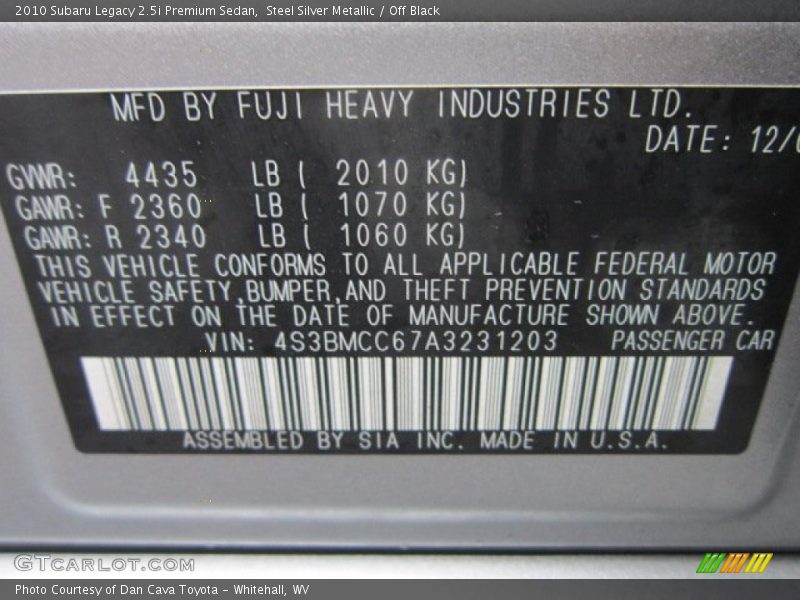 2010 Subaru Legacy 2.5i Premium Sedan,  Steel Silver Metallic / Off Black
MFD BY FUJI HEAVY INDUSTRIES LTD.
DATE: 12/
GVWR: 4435 LB ( 2010 KG)
GAWR: F 2360 LB ( 1070 KG)
GAWR: R 2340 LB ( 1060 KG)
THIS VEHICLE CONFORMS TO ALL APPLICABLE FEDERAL MOTOR
VEHICLE SAFETY,BUMPER,AND THEFT PREVENTION STANDARDS
IN EFFECT ON THE DATE OF MANUFACTURE SHOWN ABOVE.
VIN: 4S3BMCC67A3231203 PASSENGER CAR
ASSEMBLED BY SIA INC. MADE IN U.S.A.
GTCARLOT.COM
Photo Courtesy of Dan Cava Toyota – Whitehall, WV